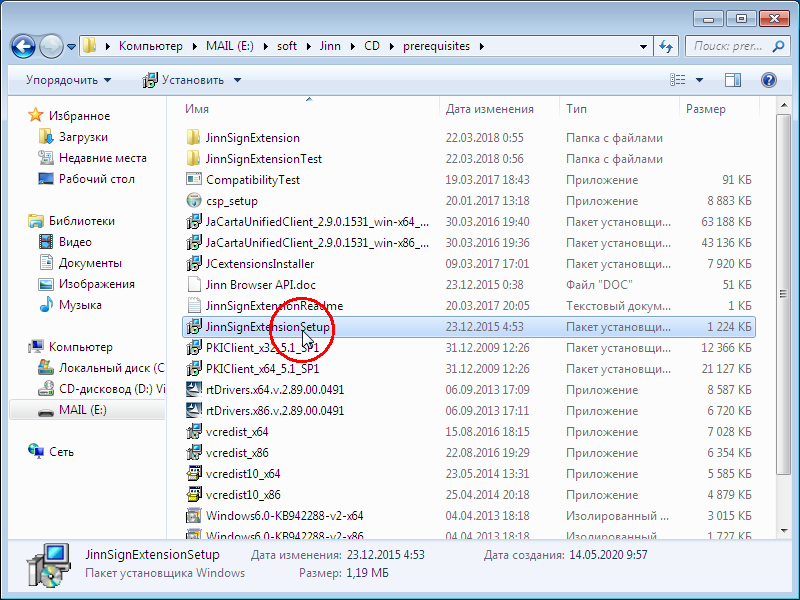 Компьютер MAIL (E:) soft Jinn CD prerequisites
Поиск: prer...
Упорядочить Установить
Избранное
Загрузки
Недавние места
Рабочий стол
Библиотеки
Видео
Документы
Изображения
Музыка
Компьютер
Локальный диск (C
CD-дисковод (D:) Vi
MAIL (E:)
Сеть
Имя Дата изменения Тип Размер
JinnSignExtension 22.03.2018 0:55 Папка с файлами
JinnSignExtensionTest 22.03.2018 0:56 Папка с файлами
CompatibilityTest 19.03.2017 18:43 Приложение 91 КБ
csp_setup 20.01.2017 13:18 Приложение 8 883 КБ
JaCartaUnifiedClient_2.9.0.1531_win-x64_... 30.03.2016 19:40 Пакет установщи... 63 188 КБ
JaCartaUnifiedClient_2.9.0.1531_win-x86_... 30.03.2016 19:36 Пакет установщи... 43 136 КБ
JCextensionsInstaller 09.03.2017 17:01 Пакет установщи... 7 920 КБ
Jinn Browser API.doc 23.12.2015 0:38 Файл "DOC" 51 КБ
JinnSignExtensionReadme 20.03.2017 20:05 Текстовый докум... 1 КБ
JinnSignExtensionSetup 23.12.2015 4:53 Пакет установщи... 1 224 КБ
PKIClient_x32_5.1_SP1 31.12.2009 12:26 Пакет установщи... 12 366 КБ
PKIClient_x64_5.1_SP1 31.12.2009 12:26 Пакет установщи... 21 127 КБ
rtDrivers.x64.v.2.89.00.0491 06.09.2013 17:09 Приложение 8 587 КБ
rtDrivers.x86.v.2.89.00.0491 06.09.2013 17:11 Приложение 6 720 КБ
vcredist_x64 15.08.2016 18:15 Приложение 7 028 КБ
vcredist_x86 22.08.2016 19:29 Приложение 6 354 КБ
vcredist10_x64 23.05.2014 13:31 Приложение 5 585 КБ
vcredist10_x86 25.04.2014 20:18 Приложение 4 879 КБ
Windows6.0-KB942288-v2-x64 04.04.2013 18:18 Изолированный ... 3 015 КБ
Windows6.0-KB942288-v2-x86 04.04.2013 18:18 Изолированный ... 1 727 КБ
JinnSignExtensionSetup Дата изменения: 23.12.2015 4:53 Дата создания: 14.05.2020 9:57
Пакет установщика Windows Размер: 1,19 МБ